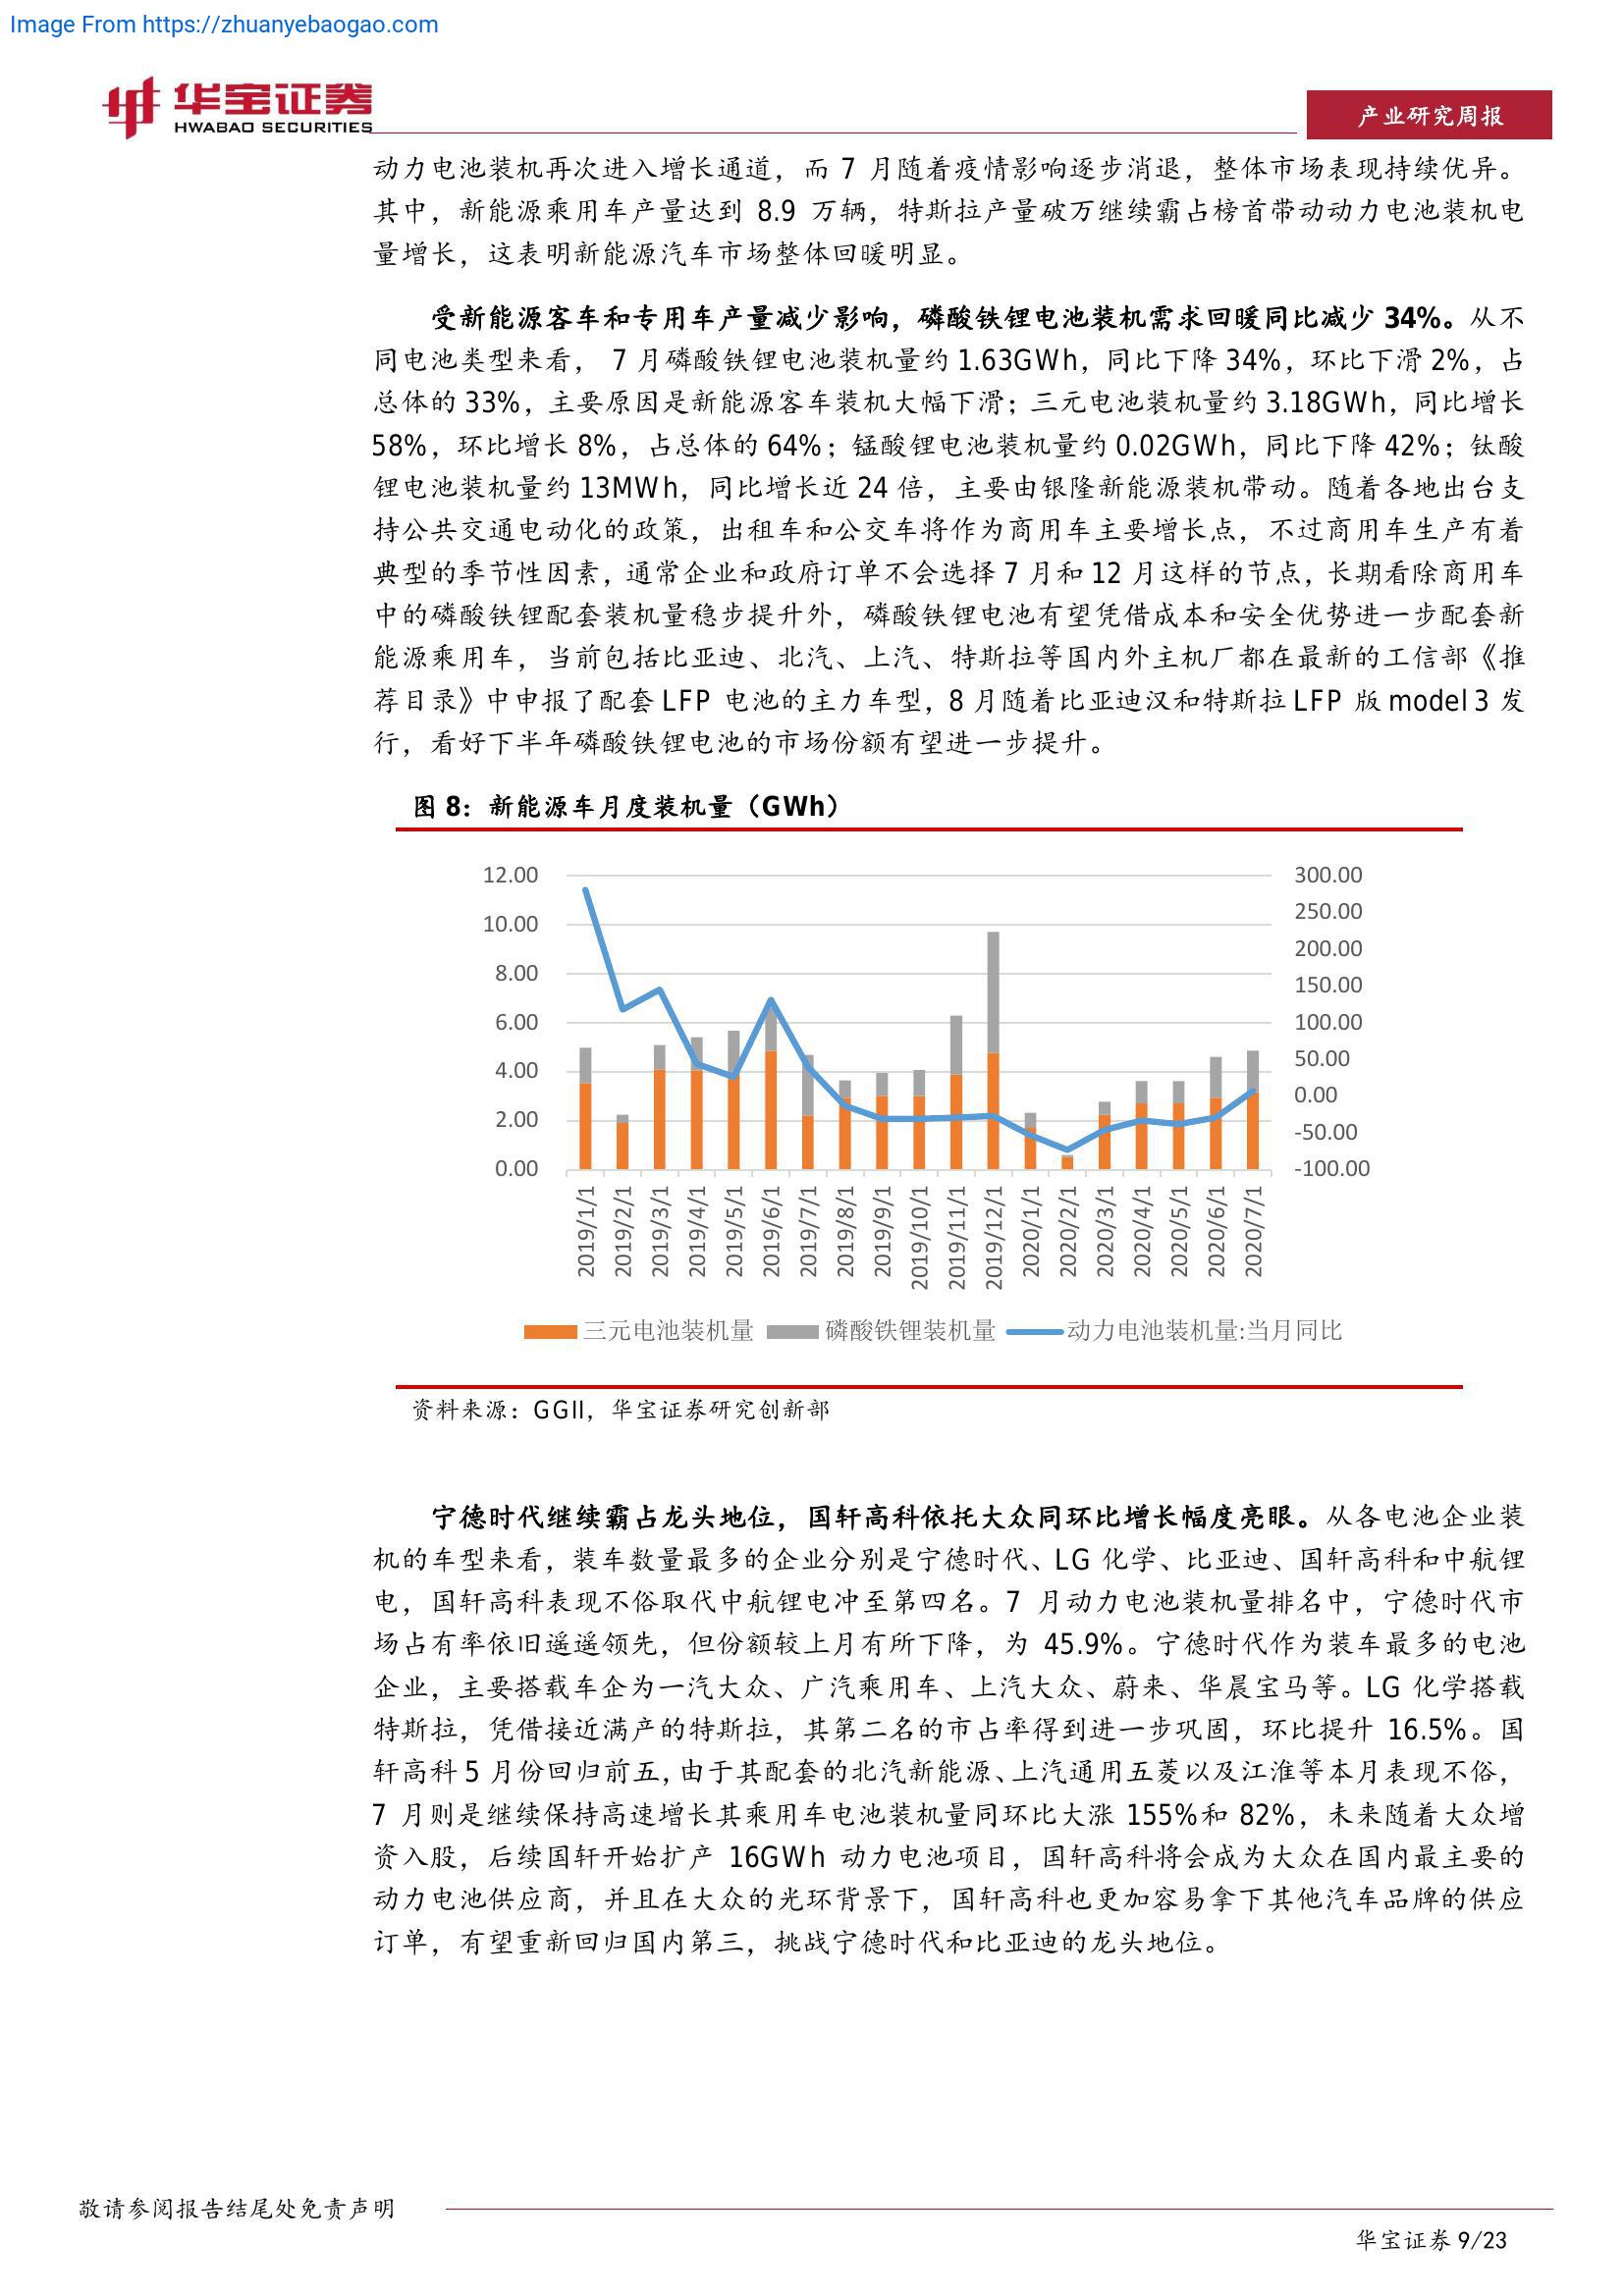 Image From https://zhuanyebaogao.com
华宝证券
HWABAO SECURITIES
产业研究周报
动力电池装机再次进入增长通道，而 7 月随着疫情影响逐步消退，整体市场表现持续优异。
其中，新能源乘用车产量达到 8.9 万辆，特斯拉产量破万继续霸占榜首带动动力电池装机电
量增长，这表明新能源汽车市场整体回暖明显。
受新能源客车和专用车产量减少影响，磷酸铁锂电池装机需求回暖同比减少 34%。从不
同电池类型来看， 7 月磷酸铁锂电池装机量约 1.63GWh，同比下降 34%，环比下滑 2%，占
总体的 33%，主要原因是新能源客车装机大幅下滑；三元电池装机量约 3.18GWh，同比增长
58%，环比增长 8%，占总体的 64%；锰酸锂电池装机量约 0.02GWh，同比下降 42%；钛酸
锂电池装机量约 13MWh，同比增长近 24 倍，主要由银隆新能源装机带动。随着各地出台支
持公共交通电动化的政策，出租车和公交车将作为商用车主要增长点，不过商用车生产有着
典型的季节性因素，通常企业和政府订单不会选择 7 月和 12 月这样的节点，长期看除商用车
中的磷酸铁锂配套装机量稳步提升外，磷酸铁锂电池有望凭借成本和安全优势进一步配套新
能源乘用车，当前包括比亚迪、北汽、上汽、特斯拉等国内外主机厂都在最新的工信部《推
荐目录》中申报了配套 LFP 电池的主力车型，8 月随着比亚迪汉和特斯拉 LFP 版 model 3 发
行，看好下半年磷酸铁锂电池的市场份额有望进一步提升。
图 8：新能源车月度装机量（GWh）
12.00
10.00
8.00
6.00
4.00
2.00
0.00
300.00
250.00
200.00
150.00
100.00
50.00
0.00
-50.00
-100.00
2019/1/1
2019/2/1
2019/3/1
2019/4/1
2019/5/1
2019/6/1
2019/7/1
2019/8/1
2019/9/1
2019/10/1
2019/11/1
2019/12/1
2020/1/1
2020/2/1
2020/3/1
2020/4/1
2020/5/1
2020/6/1
2020/7/1
三元电池装机量 磷酸铁锂装机量 动力电池装机量:当月同比
资料来源：GGII，华宝证券研究创新部
宁德时代继续霸占龙头地位，国轩高科依托大众同环比增长幅度亮眼。从各电池企业装
机的车型来看，装车数量最多的企业分别是宁德时代、LG 化学、比亚迪、国轩高科和中航锂
电，国轩高科表现不俗取代中航锂电冲至第四名。7 月动力电池装机量排名中，宁德时代市
场占有率依旧遥遥领先，但份额较上月有所下降，为 45.9%。宁德时代作为装车最多的电池
企业，主要搭载车企为一汽大众、广汽乘用车、上汽大众、蔚来、华晨宝马等。LG 化学搭载
特斯拉，凭借接近满产的特斯拉，其第二名的市占率得到进一步巩固，环比提升 16.5%。国
轩高科 5 月份回归前五，由于其配套的北汽新能源、上汽通用五菱以及江淮等本月表现不俗，
7 月则是继续保持高速增长其乘用车电池装机量同环比大涨 155%和 82%，未来随着大众增
资入股，后续国轩开始扩产 16GWh 动力电池项目，国轩高科将会成为大众在国内最主要的
动力电池供应商，并且在大众的光环背景下，国轩高科也更加容易拿下其他汽车品牌的供应
订单，有望重新回归国内第三，挑战宁德时代和比亚迪的龙头地位。
敬请参阅报告结尾处免责声明
华宝证券 9/23